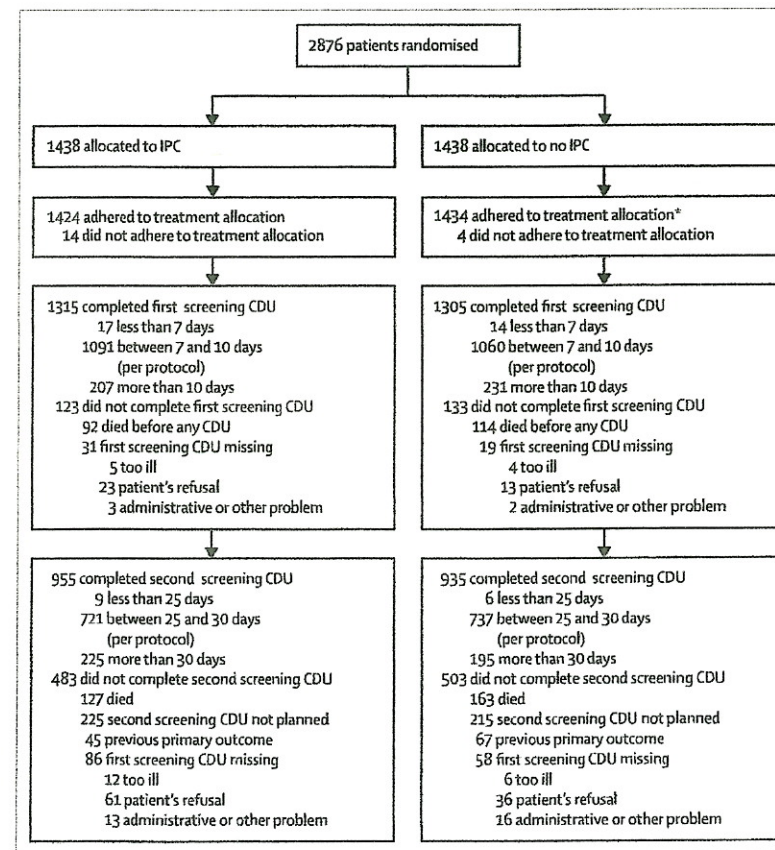 2876 patients randomised
1438 allocated to IPC
1438 allocated to no IPC
1424 adhered to treatment allocation
14 did not adhere to treatment allocation
1434 adhered to treatment allocation*
4 did not adhere to treatment allocation
1315 completed first screening CDU
17 less than 7 days
1091 between 7 and 10 days
(per protocol)
207 more than 10 days
123 did not complete first screening CDU
92 died before any CDU
31 first screening CDU missing
5 too ill
23 patient's refusal
3 administrative or other problem
1305 completed first screening CDU
14 less than 7 days
1060 between 7 and 10 days
(per protocol)
231 more than 10 days
133 did not complete first screening CDU
114 died before any CDU
19 first screening CDU missing
4 too ill
13 patient's refusal
2 administrative or other problem
955 completed second screening CDU
9 less than 25 days
721 between 25 and 30 days
(per protocol)
225 more than 30 days
483 did not complete second screening CDU
127 died
225 second screening CDU not planned
45 previous primary outcome
86 first screening CDU missing
12 too ill
61 patient's refusal
13 administrative or other problem
935 completed second screening CDU
6 less than 25 days
737 between 25 and 30 days
(per protocol)
195 more than 30 days
503 did not complete second screening CDU
163 died
215 second screening CDU not planned
67 previous primary outcome
58 first screening CDU missing
6 too ill
36 patient's refusal
16 administrative or other problem